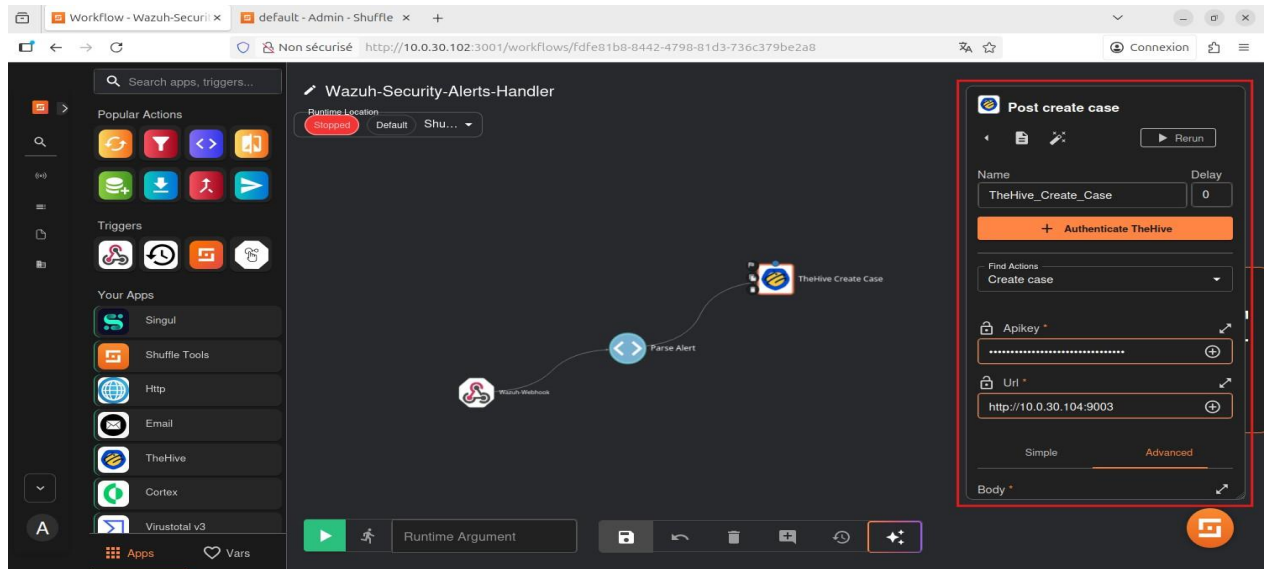 Workflow - Wazuh-Securi
default - Admin - Shuffle
Non sécurisé http://10.0.30.102:3001/workflows/fdfe81b8-8442-4798-81d3-736c379be2a8
Connexion
Search apps, triggers...
Popular Actions
Triggers
Your Apps
Singul
Shuffle Tools
Http
Email
TheHive
Cortex
Virustotal v3
A
Apps
Vars
Wazuh-Security-Alerts-Handler
Runtime Location
Stopped Default Shu...
TheHive Create Case
Parse Alert
Wazuh-Webhook
Runtime Argument
Post create case
Rerun
Name Delay
TheHive_Create_Case 0
+ Authenticate TheHive
Find Actions
Create case
Apikey *
Url *
http://10.0.30.104:9003
Simple Advanced
Body *